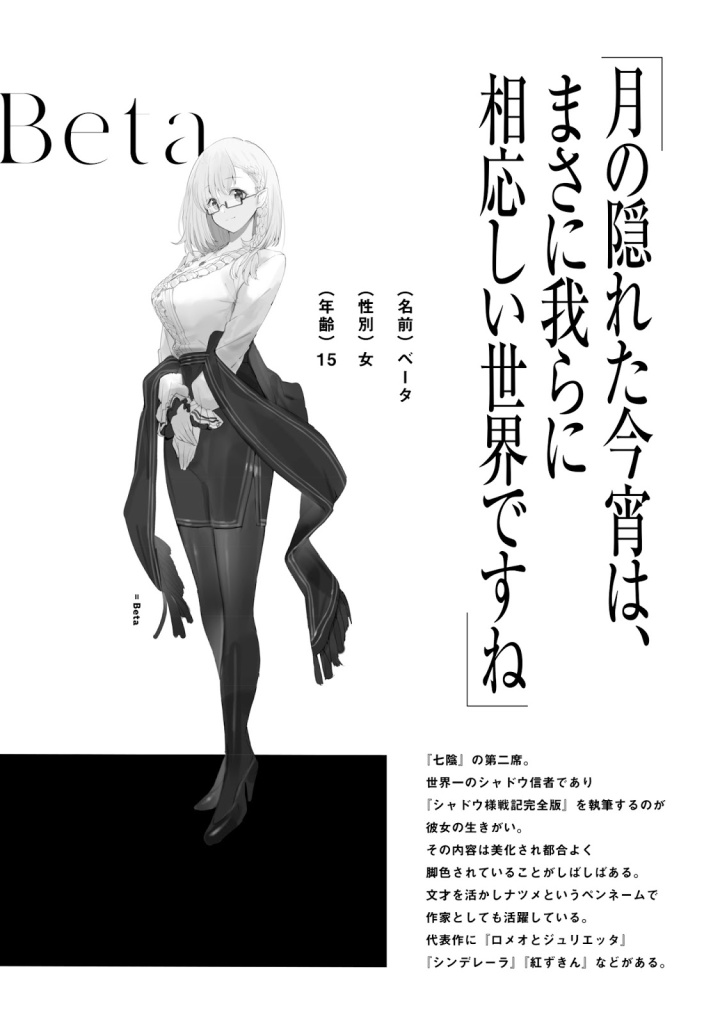 Beta
「月の隠れた今宵は、
まさに我らに
相応しい世界ですね」
(名前) ベータ
(性別) 女
(年齢) 15
= Beta
『七陰』の第二席。
世界一のシャドウ信者であり
『シャドウ様戦記完全版』を執筆するのが
彼女の生きがい。
その内容は美化され都合よく
脚色されていることがしばしばある。
文才を活かしナツメというペンネームで
作家としても活躍している。
代表作に『ロメオとジュリエッタ』
『シンデレーラ』『紅ずきん』などがある。